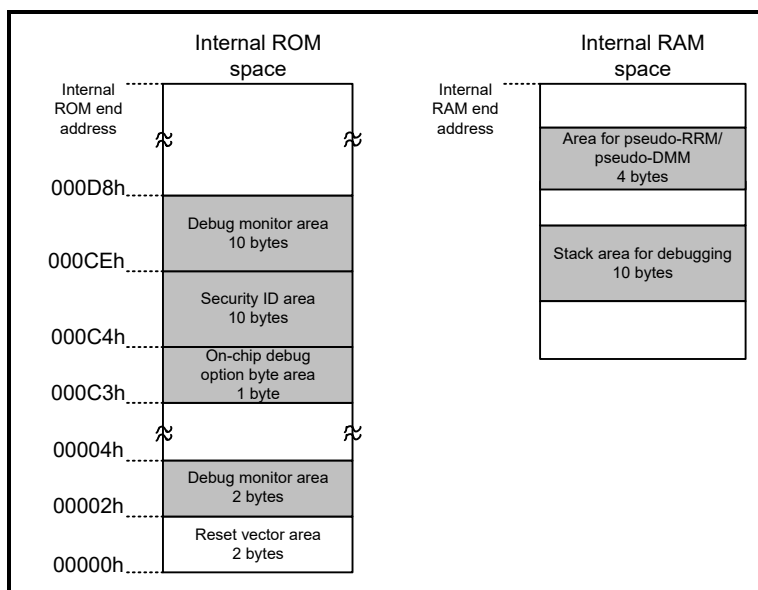 Internal ROM
space
Internal
ROM end
address
000D8h
Debug monitor area
10 bytes
000CEh
Security ID area
10 bytes
000C4h
On-chip debug
option byte area
1 byte
000C3h
00004h
Debug monitor area
2 bytes
00002h
Reset vector area
2 bytes
00000h
Internal RAM
space
Internal
RAM end
address
Area for pseudo-RRM/
pseudo-DMM
4 bytes
Stack area for debugging
10 bytes